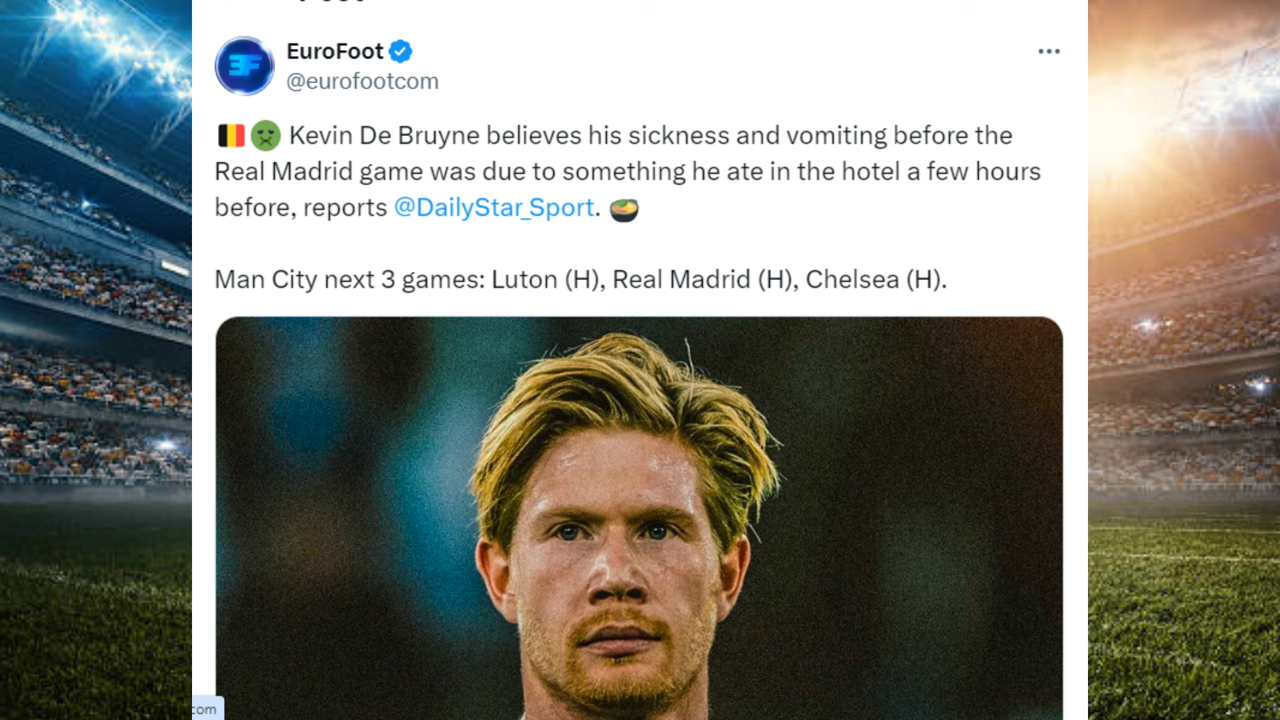 EuroFoot
@eurofootcom
Kevin De Bruyne believes his sickness and vomiting before the
Real Madrid game was due to something he ate in the hotel a few hours
before, reports @DailyStar_Sport.
Man City next 3 games: Luton (H), Real Madrid (H), Chelsea (H).
com